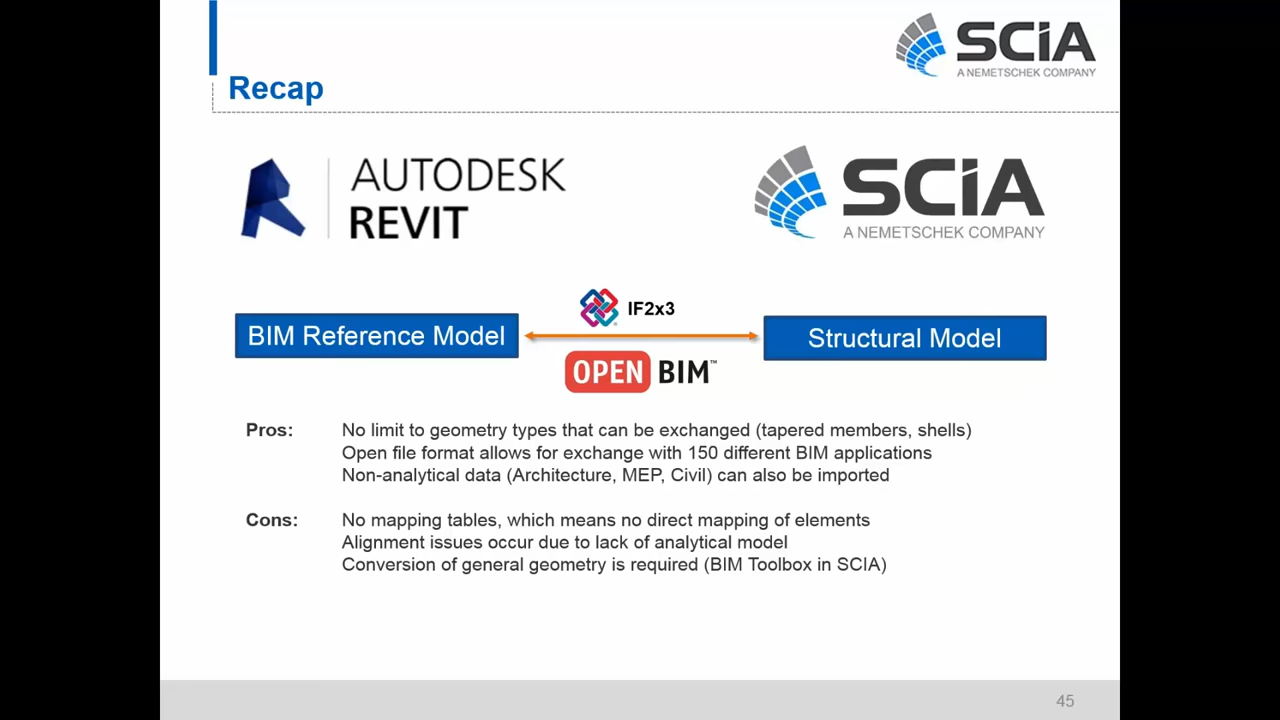 SCiA
A NEMETSCHEK COMPANY
Recap
AUTODESK
REVIT
SCiA
A NEMETSCHEK COMPANY
IF2x3
BIM Reference Model
Structural Model
OPEN BIM™
Pros: No limit to geometry types that can be exchanged (tapered members, shells)
Open file format allows for exchange with 150 different BIM applications
Non-analytical data (Architecture, MEP, Civil) can also be imported
Cons: No mapping tables, which means no direct mapping of elements
Alignment issues occur due to lack of analytical model
Conversion of general geometry is required (BIM Toolbox in SCIA)
45